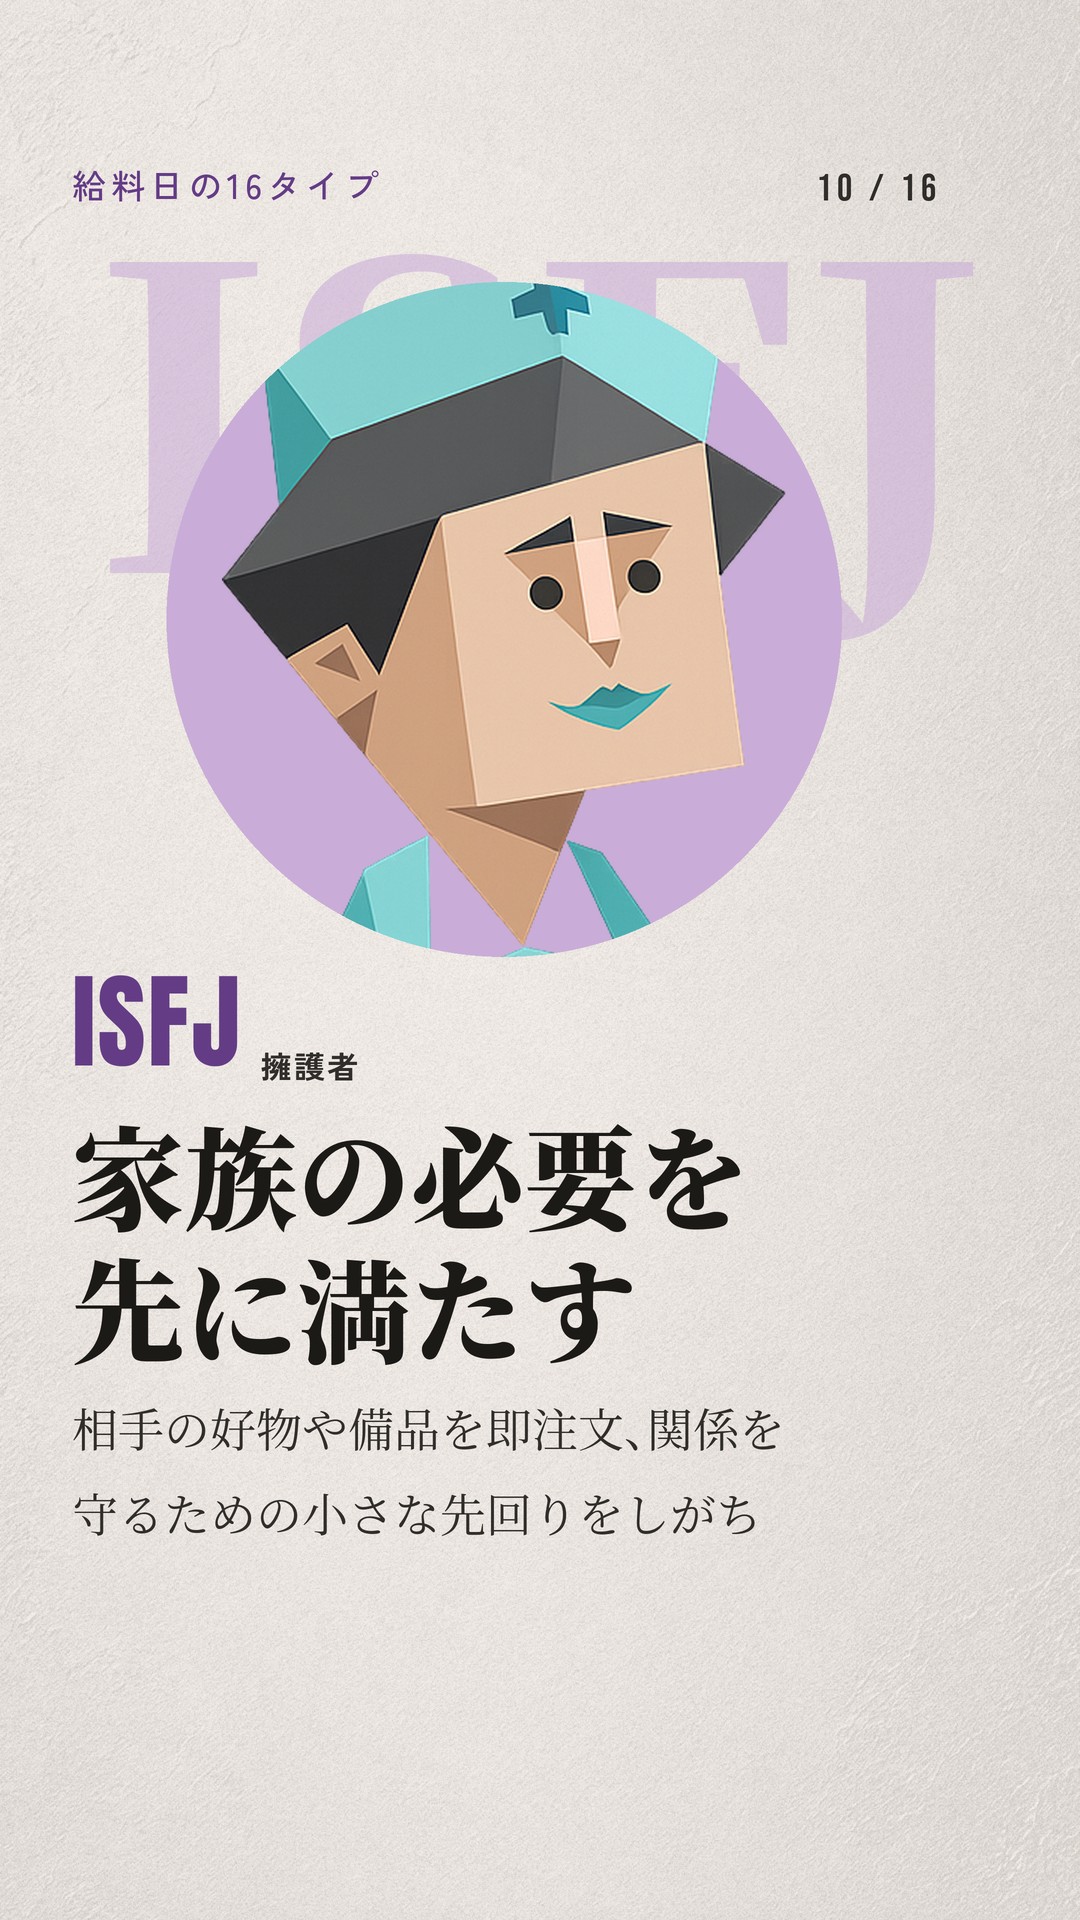 給料日の16タイプ
10 / 16
ISFJ
ISFJ
擁護者
家族の必要を
先に満たす
相手の好物や備品を即注文、関係を
守るための小さな先回りをしがち